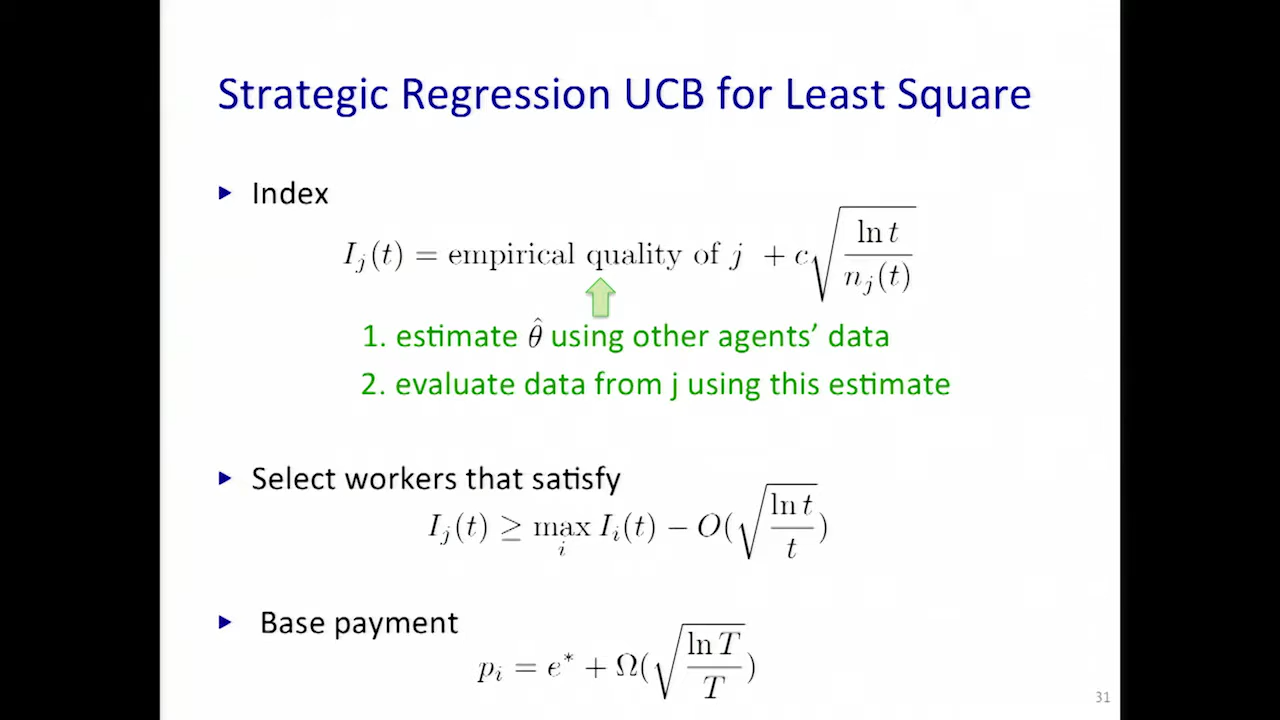 Strategic Regression UCB for Least Square
▸ Index
I_j(t) = empirical quality of j + c√(ln t / n_j(t))
1. estimate θ̂ using other agents’ data
2. evaluate data from j using this estimate
▸ Select workers that satisfy
I_j(t) ≥ max_i I_i(t) − O(√(ln t / t))
▸ Base payment
p_i = e* + Ω(√(ln T / T))
31